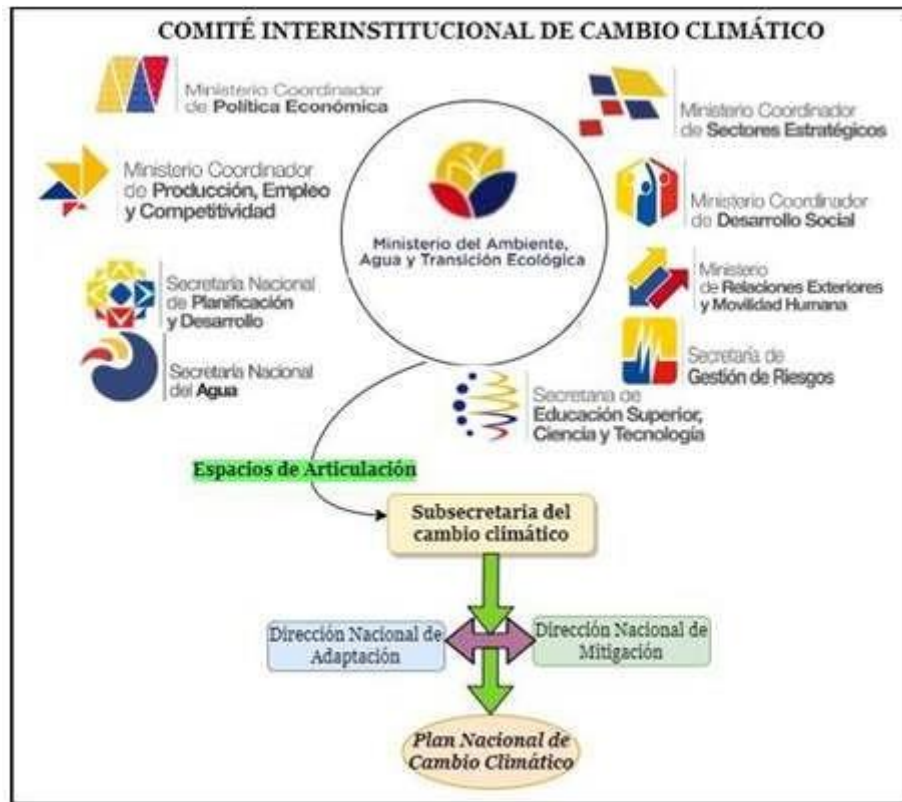 COMITÉ INTERINSTITUCIONAL DE CAMBIO CLIMÁTICO
Ministerio Coordinador
de Política Económica
Ministerio Coordinador
de Sectores Estratégicos
Ministerio Coordinador
de Producción, Empleo
y Competitividad
Ministerio del Ambiente,
Agua y Transición Ecológica
Ministerio Coordinador
de Desarrollo Social
Secretaría Nacional
de Planificación
y Desarrollo
Ministerio
de Relaciones Exteriores
y Movilidad Humana
Secretaría Nacional
del Agua
Secretaría de
Gestión de Riesgos
Secretaría de
Educación Superior,
Ciencia y Tecnología
Espacios de Articulación
Subsecretaria del
cambio climático
Dirección Nacional de
Adaptación
Dirección Nacional de
Mitigación
Plan Nacional de
Cambio Climático